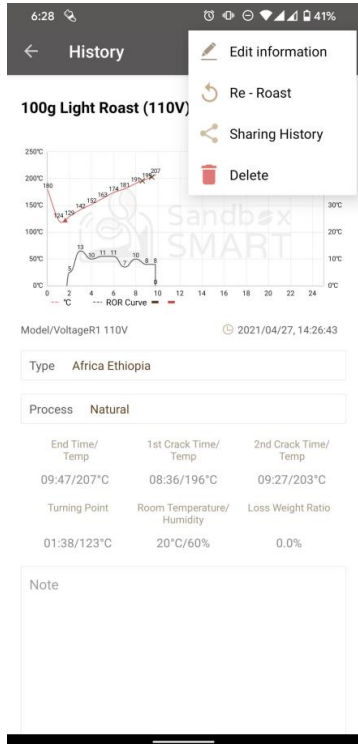 6:28
41%
History
Edit information
Re - Roast
Sharing History
Delete
100g Light Roast (110V)
250℃
200℃
150℃
100℃
50℃
0℃
30℃
20℃
10℃
0℃
180
124 129 142 152 163 174 181 191 195 207
5 13 10 11 11 7 10 8 8
0
Sandbox
SMART
0 2 4 6 8 10 12 14 16 18 20 22 24
℃ ROR Curve
Model/VoltageR1 110V
2021/04/27, 14:26:43
Type Africa Ethiopia
Process Natural
End Time/
Temp
1st Crack Time/
Temp
2nd Crack Time/
Temp
09:47/207°C 08:36/196°C 09:27/203°C
Turning Point
Room Temperature/
Humidity
Loss Weight Ratio
01:38/123°C 20°C/60% 0.0%
Note